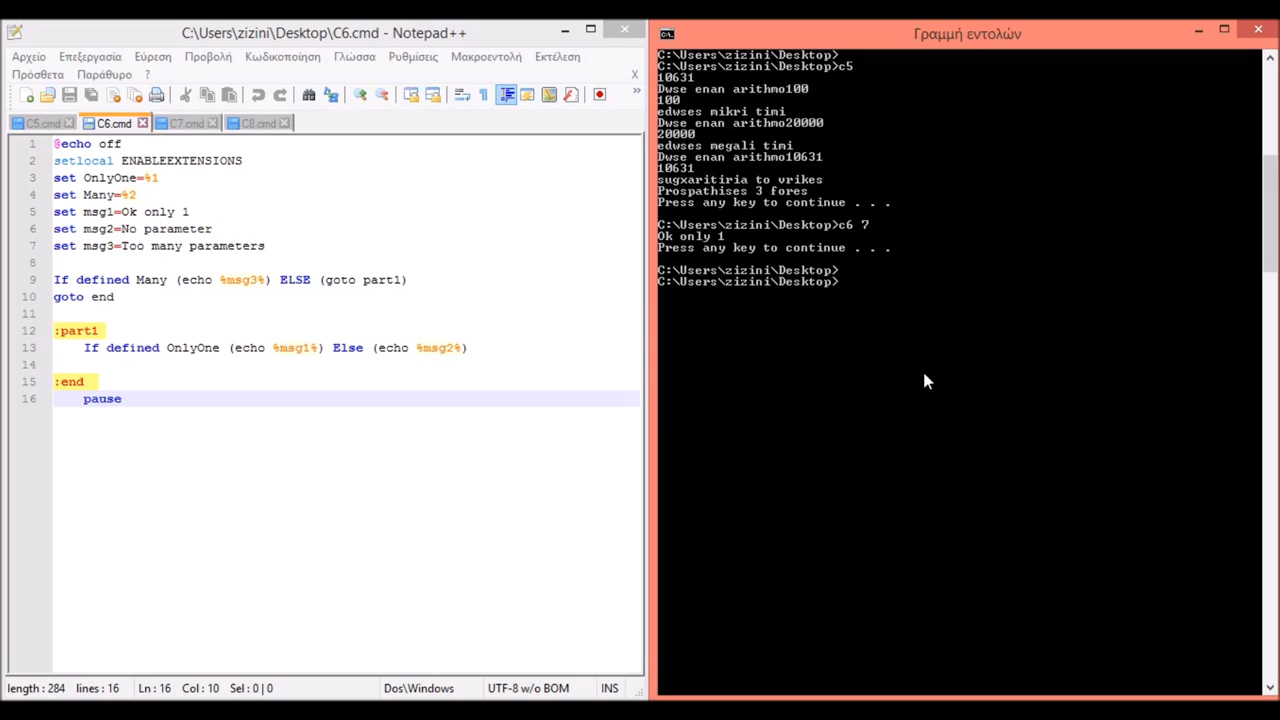 C:\Users\zizini\Desktop\C6.cmd - Notepad++
Αρχείο Επεξεργασία Εύρεση Προβολή Κωδικοποίηση Γλώσσα Ρυθμίσεις Μακροεντολή Εκτέλεση
Πρόσθετα Παράθυρο ? X
C5.cmd C6.cmd C7.cmd C8.cmd
1 @echo off
2 setlocal ENABLEEXTENSIONS
3 set OnlyOne=%1
4 set Many=%2
5 set msg1=Ok only 1
6 set msg2=No parameter
7 set msg3=Too many parameters
8
9 If defined Many (echo %msg3%) ELSE (goto part1)
10 goto end
11
12 :part1
13 If defined OnlyOne (echo %msg1%) Else (echo %msg2%)
14
15 :end
16 pause
length : 284 lines : 16 Ln : 16 Col : 10 Sel : 0 | 0 Dos\Windows UTF-8 w/o BOM INS
Γραμμή εντολών
C:\Users\zizini\Desktop>
C:\Users\zizini\Desktop>c5
10631
Dwse enan arithmo100
100
edwses mikri timi
Dwse enan arithmo20000
20000
edwses megali timi
Dwse enan arithmo10631
10631
sugxaritiria to vrikes
Prospathises 3 fores
Press any key to continue . . .
C:\Users\zizini\Desktop>c6 7
Ok only 1
Press any key to continue . . .
C:\Users\zizini\Desktop>
C:\Users\zizini\Desktop>